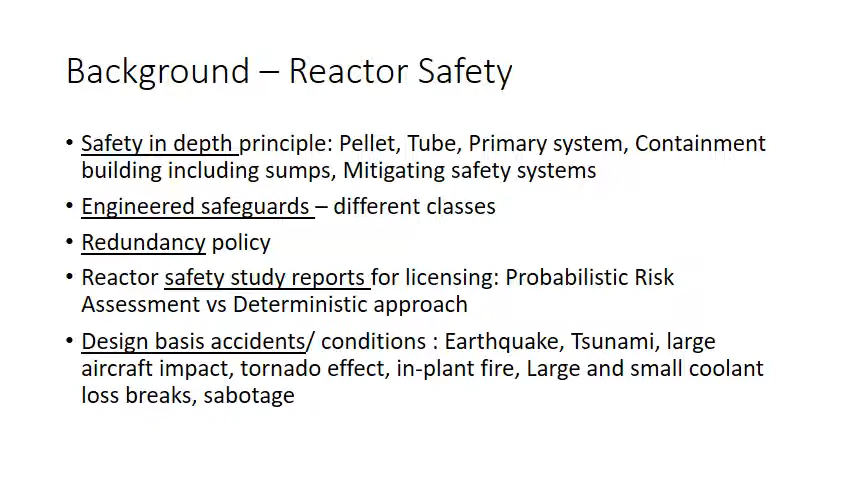 Background – Reactor Safety
• Safety in depth principle: Pellet, Tube, Primary system, Containment
building including sumps, Mitigating safety systems
• Engineered safeguards – different classes
• Redundancy policy
• Reactor safety study reports for licensing: Probabilistic Risk
Assessment vs Deterministic approach
• Design basis accidents/ conditions : Earthquake, Tsunami, large
aircraft impact, tornado effect, in-plant fire, Large and small coolant
loss breaks, sabotage